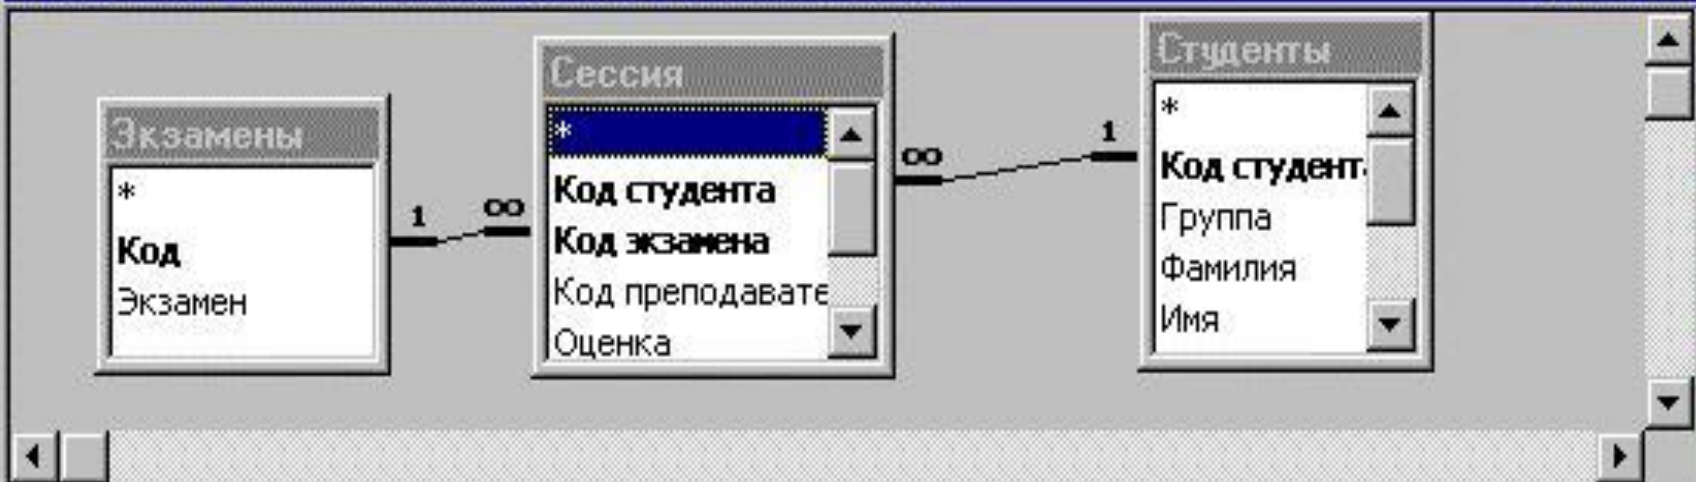 Экзамены
*
Код
Экзамен
1
∞
Сессия
*
Код студента
Код экзамена
Код преподавате
Оценка
∞
1
Студенты
*
Код студент
Группа
Фамилия
Имя